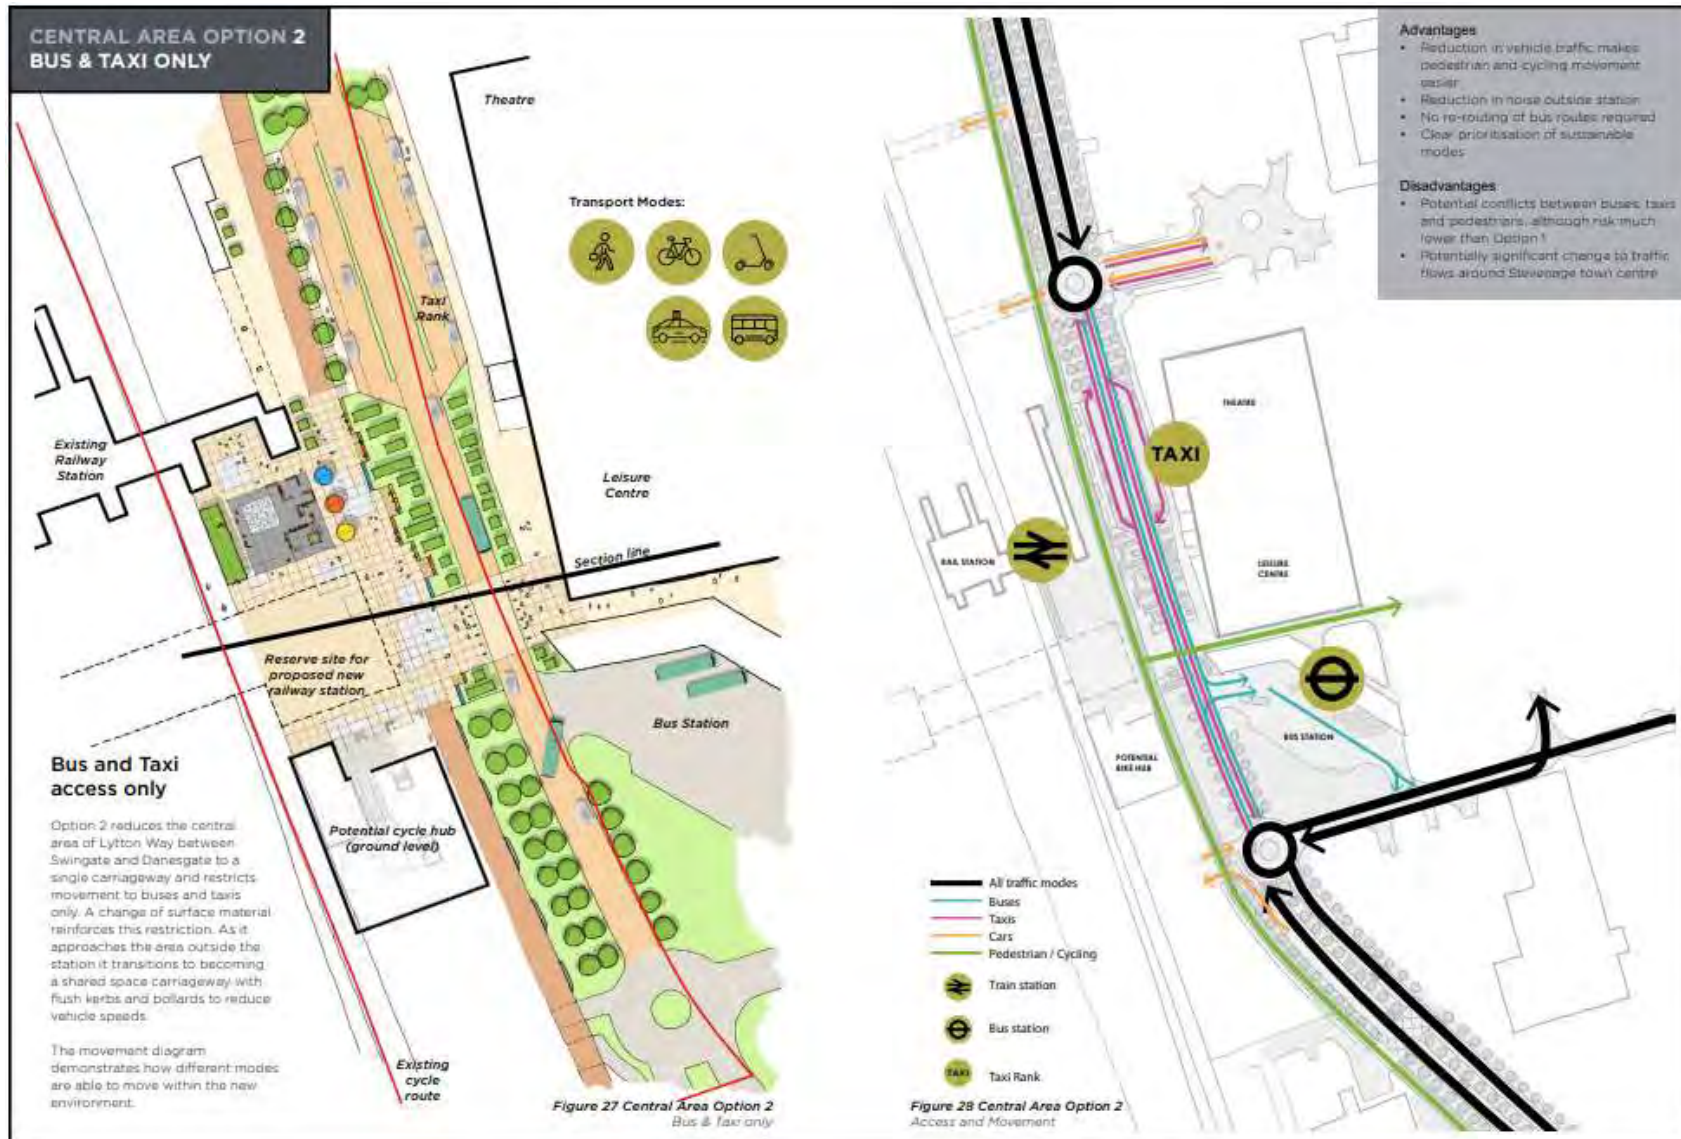 CENTRAL AREA OPTION 2
BUS & TAXI ONLY
Theatre
Transport Modes:
Taxi
Rank
Existing
Railway
Station
Leisure
Centre
Section line
Reserve site for
proposed new
railway station
Bus Station
Bus and Taxi
access only
Option 2 reduces the central
area of Lytton Way between
Swingate and Danesgate to a
single carriageway and restricts
movement to buses and taxis
only. A change of surface material
reinforces this restriction. As it
approaches the area outside the
station it transitions to becoming
a shared space carriageway with
flush kerbs and bollards to reduce
vehicle speeds.
The movement diagram
demonstrates how different modes
are able to move within the new
environment.
Potential cycle hub
(ground level)
Existing
cycle
route
Figure 27 Central Area Option 2
Bus & Taxi only
Advantages
• Reduction in vehicle traffic makes
pedestrian and cycling movement
easier
• Reduction in noise outside station
• No re-routing of bus routes required
• Clear prioritisation of sustainable
modes
Disadvantages
• Potential conflicts between buses, taxis
and pedestrians, although risk much
lower than Option 1
• Potentially significant change to traffic
flows around Stevenage town centre
THEATRE
TAXI
RAIL STATION
LEISURE
CENTRE
BUS STATION
POTENTIAL
BIKE HUB
All traffic modes
Buses
Taxis
Cars
Pedestrian / Cycling
Train station
Bus station
TAXI
Taxi Rank
Figure 28 Central Area Option 2
Access and Movement